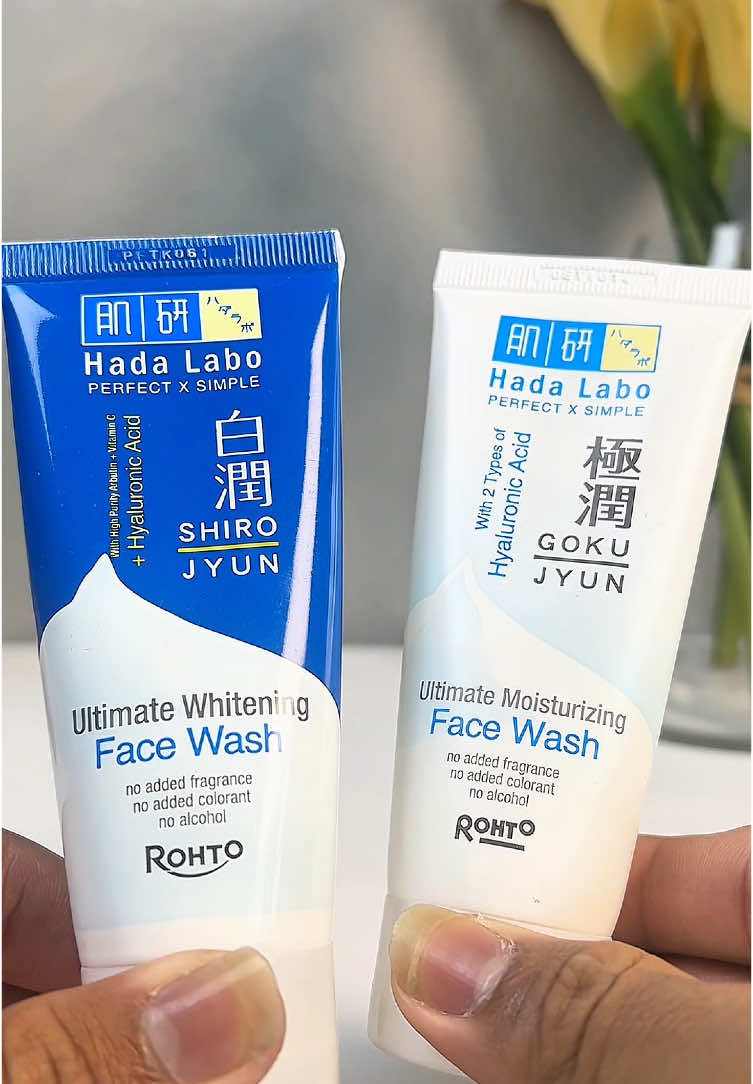 PETK061
肌研
ハダラボ
Hada Labo
PERFECT X SIMPLE
With High Purity Arbutin + Vitamin C
+ Hyaluronic Acid
白潤
SHIRO
JYUN
Ultimate Whitening
Face Wash
no added fragrance
no added colorant
no alcohol
ROHTO
肌研
ハダラボ
Hada Labo
PERFECT X SIMPLE
With 2 Types of
Hyaluronic Acid
極潤
GOKU
JYUN
Ultimate Moisturizing
Face Wash
no added fragrance
no added colorant
no alcohol
ROHTO